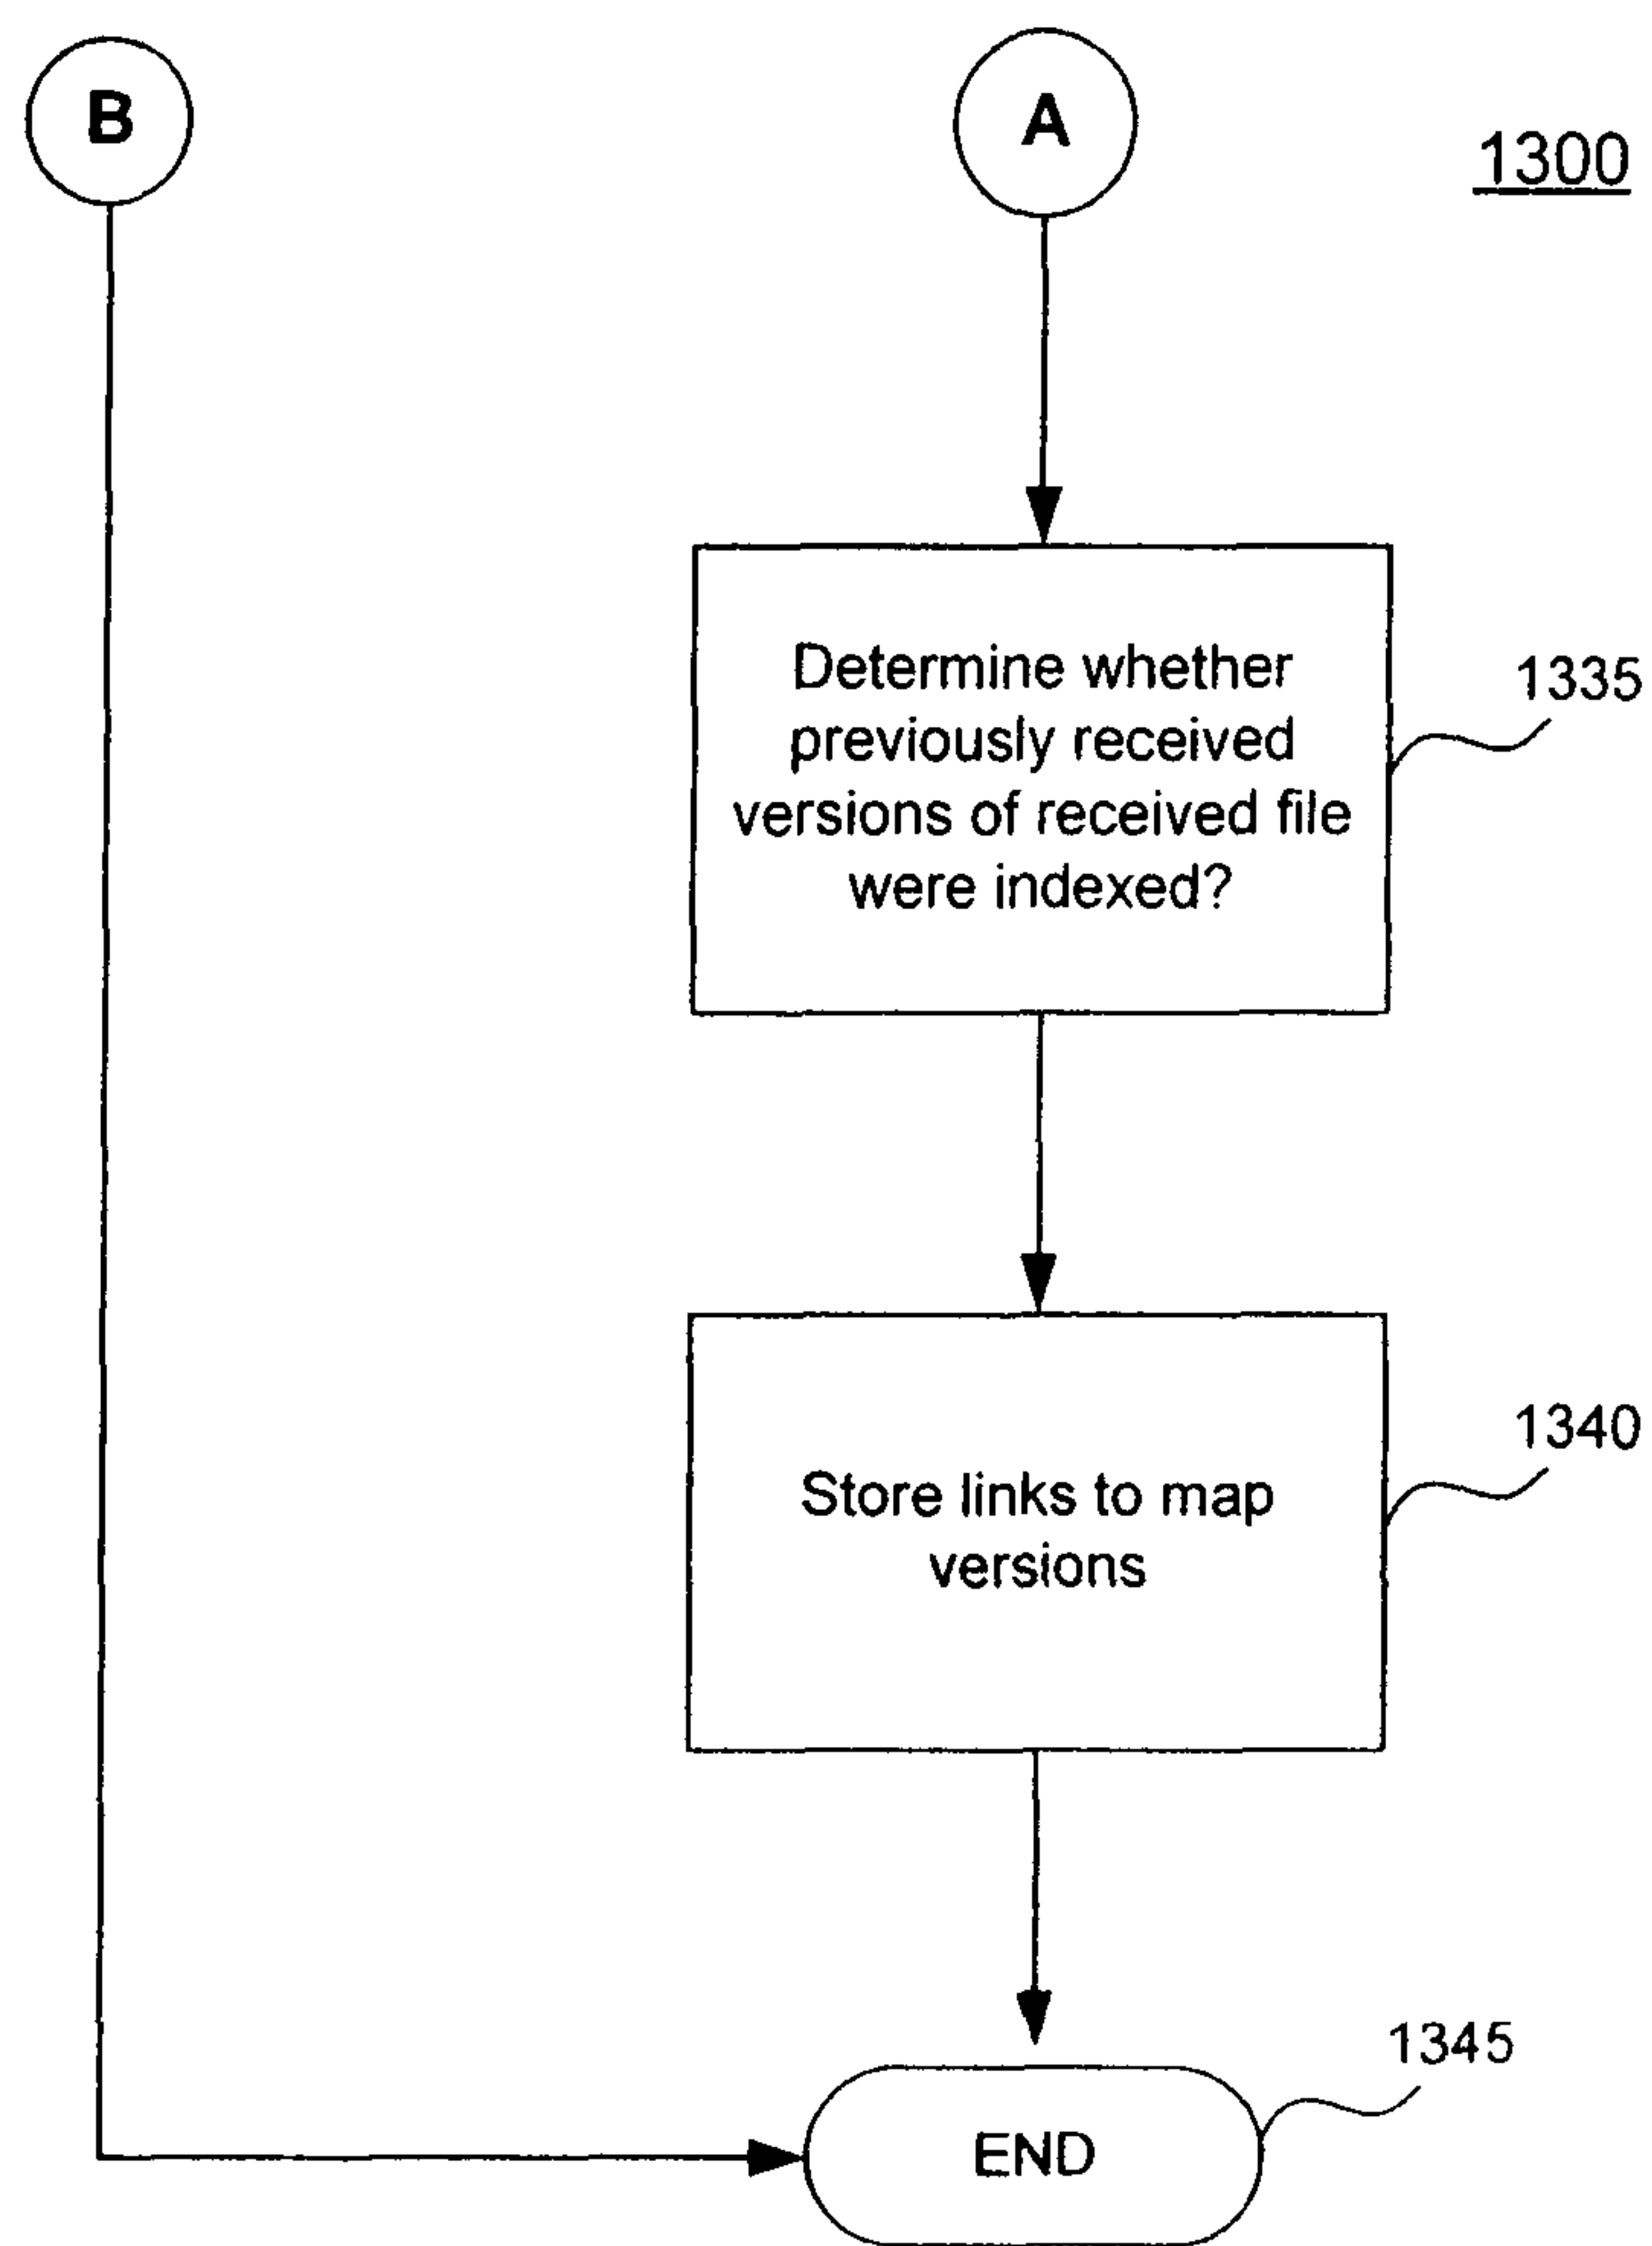 B
A
1300
Determine whether
previously received
versions of received file
were indexed?
1335
Store links to map
versions
1340
END
1345